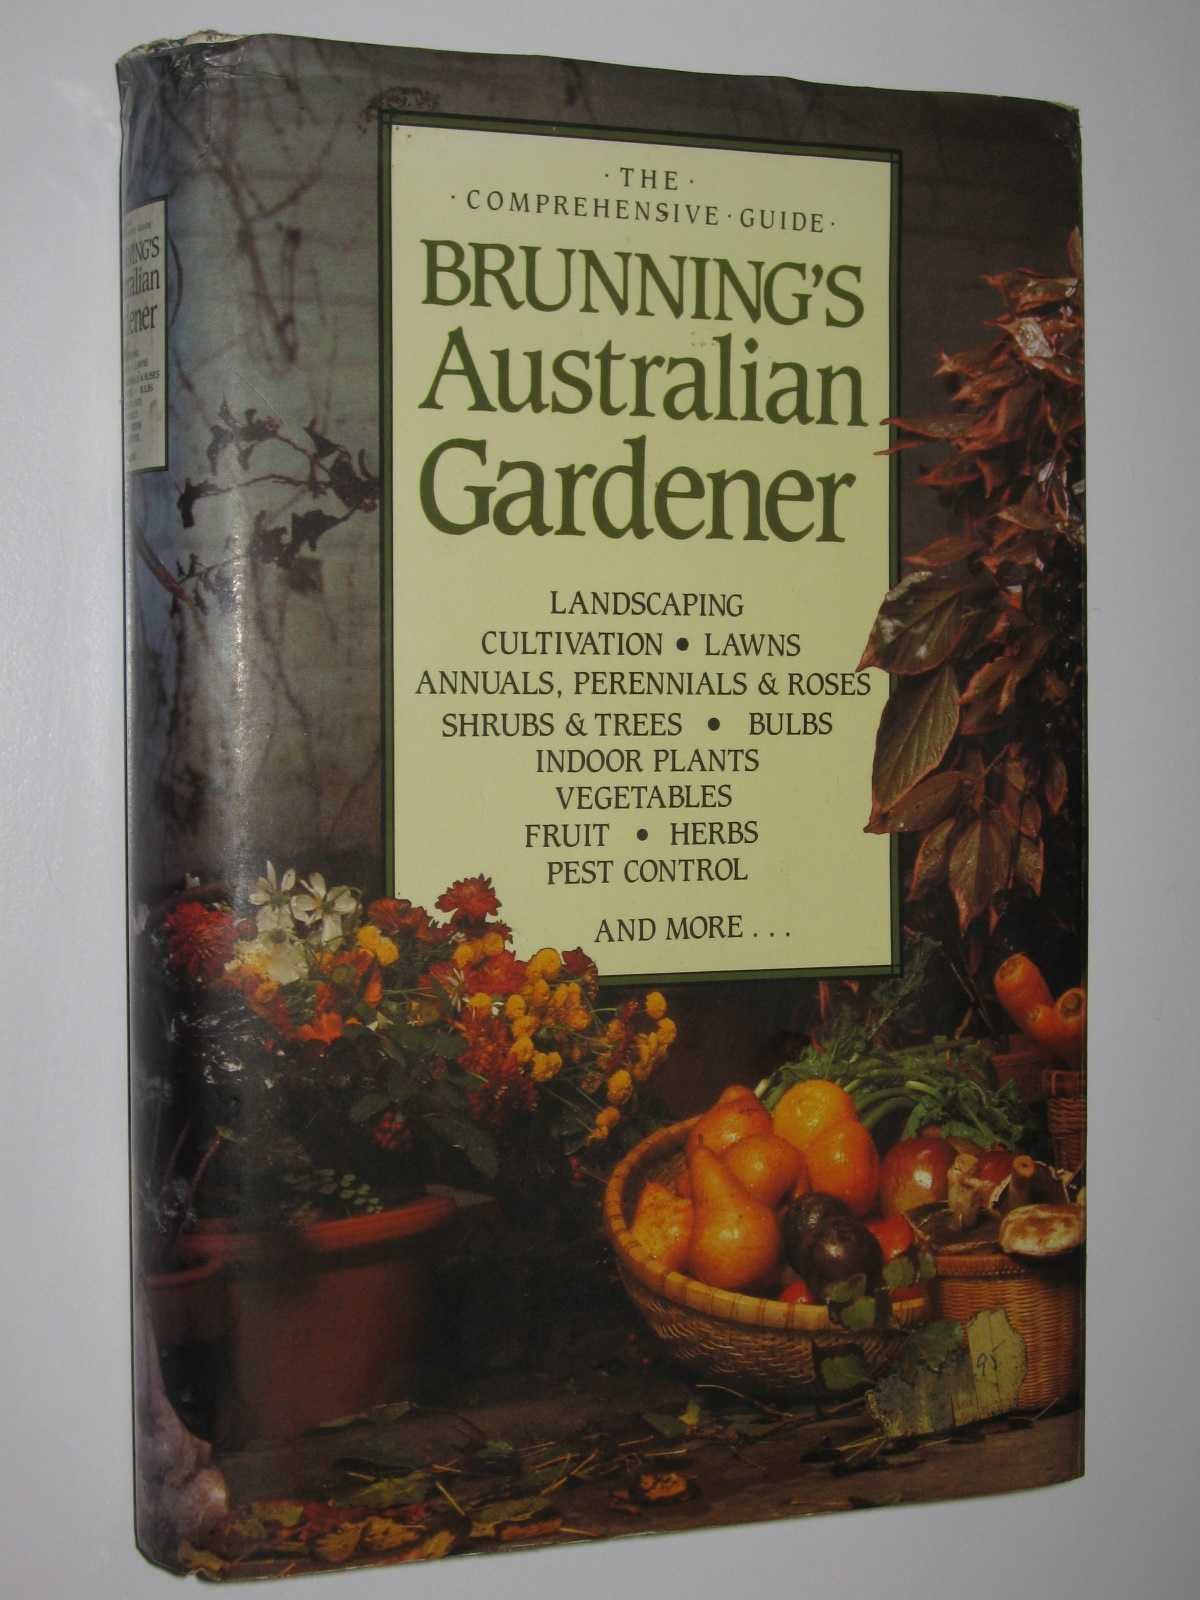 · THE ·
· COMPREHENSIVE · GUIDE ·
BRUNNING'S
Australian
Gardener
LANDSCAPING
CULTIVATION • LAWNS
ANNUALS, PERENNIALS & ROSES
SHRUBS & TREES • BULBS
INDOOR PLANTS
VEGETABLES
FRUIT • HERBS
PEST CONTROL
AND MORE...
95